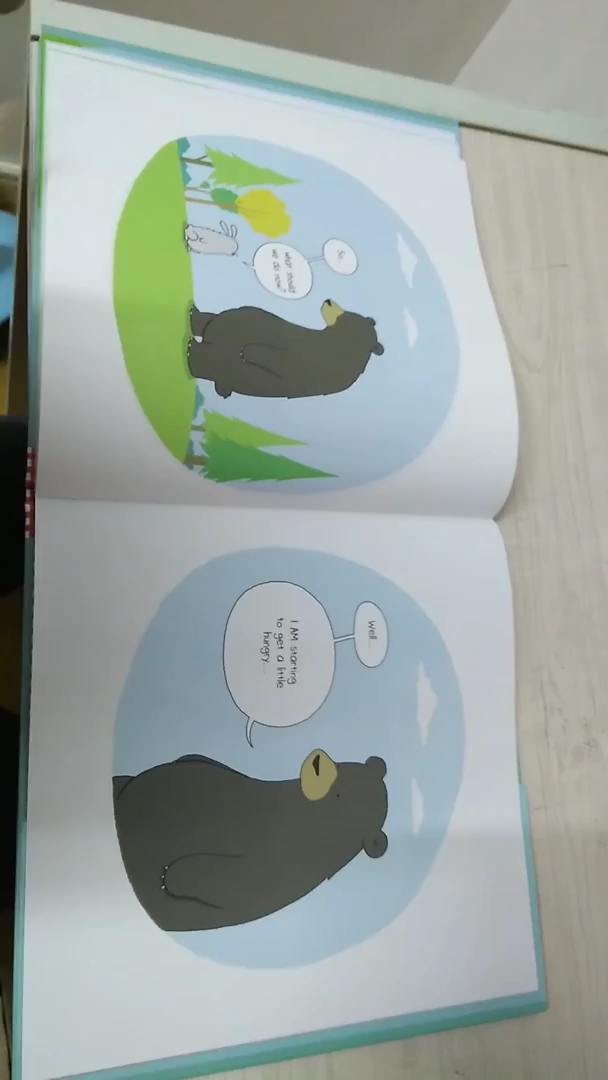 So.
what should
we do now?
Well...
I AM starting
to get a little
hungry...